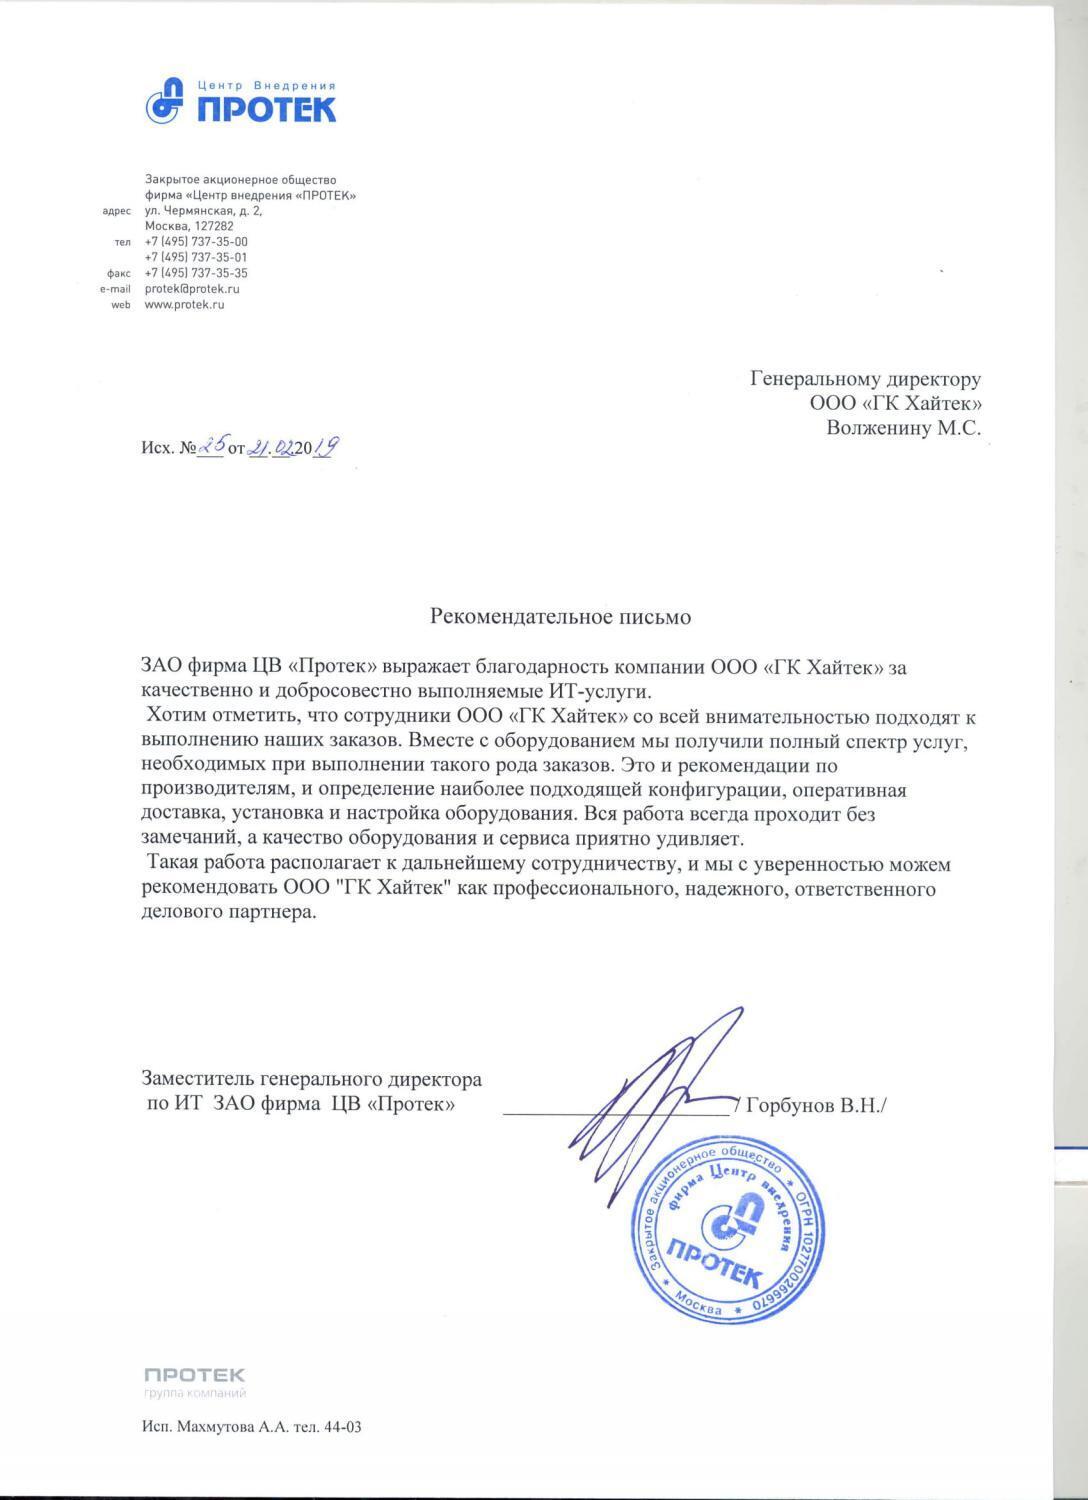 Центр Внедрения
ПРОТЕК
Закрытое акционерное общество
фирма «Центр внедрения «ПРОТЕК»
адрес ул. Чермянская, д. 2,
Москва, 127282
тел +7 (495) 737-35-00
+7 (495) 737-35-01
факс +7 (495) 737-35-35
e-mail protek@protek.ru
web www.protek.ru
Генеральному директору
ООО «ГК Хайтек»
Волженину М.С.
Исх. № 25 от 21.02.2019
Рекомендательное письмо
ЗАО фирма ЦВ «Протек» выражает благодарность компании ООО «ГК Хайтек» за
качественно и добросовестно выполняемые ИТ-услуги.
Хотим отметить, что сотрудники ООО «ГК Хайтек» со всей внимательностью подходят к
выполнению наших заказов. Вместе с оборудованием мы получили полный спектр услуг,
необходимых при выполнении такого рода заказов. Это и рекомендации по
производителям, и определение наиболее подходящей конфигурации, оперативная
доставка, установка и настройка оборудования. Вся работа всегда проходит без
замечаний, а качество оборудования и сервиса приятно удивляет.
Такая работа располагает к дальнейшему сотрудничеству, и мы с уверенностью можем
рекомендовать ООО "ГК Хайтек" как профессионального, надежного, ответственного
делового партнера.
Заместитель генерального директора
по ИТ ЗАО фирма ЦВ «Протек» / Горбунов В.Н./
Закрытое акционерное общество * ОГРН 1027700266670 * Москва *
фирма Центр внедрения
ПРОТЕК
ПРОТЕК
группа компаний
Исп. Махмутова А.А. тел. 44-03